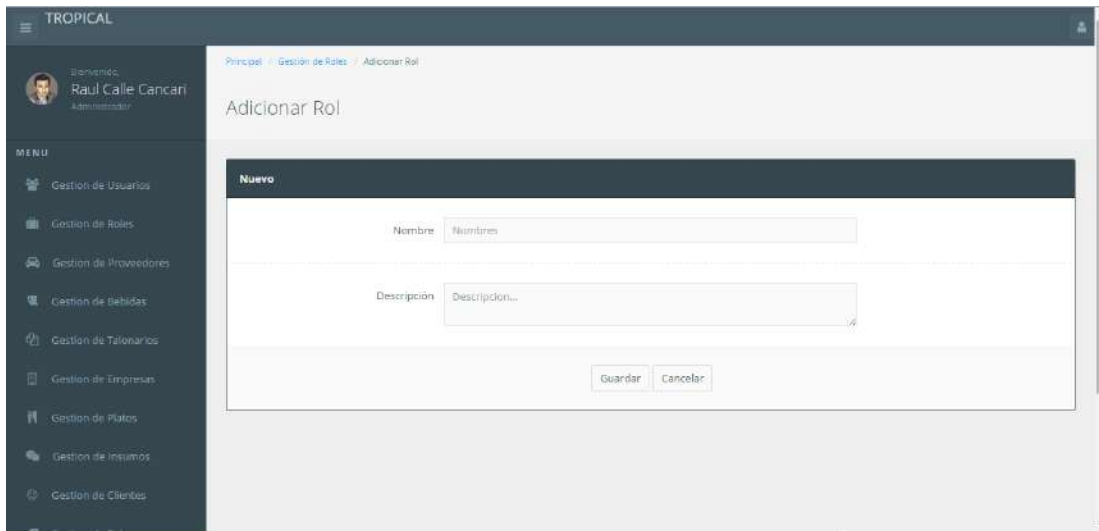 TROPICAL
Bienvenido,
Raul Calle Cancari
Administrador
Principal / Gestión de Roles / Adicionar Rol
Adicionar Rol
MENU
Gestion de Usuarios
Gestion de Roles
Gestion de Proveedores
Gestion de Bebidas
Gestion de Talonarios
Gestion de Empresas
Gestion de Platos
Gestion de Insumos
Gestion de Clientes
Nuevo
Nombre Nombres
Descripción Descripcion...
Guardar Cancelar